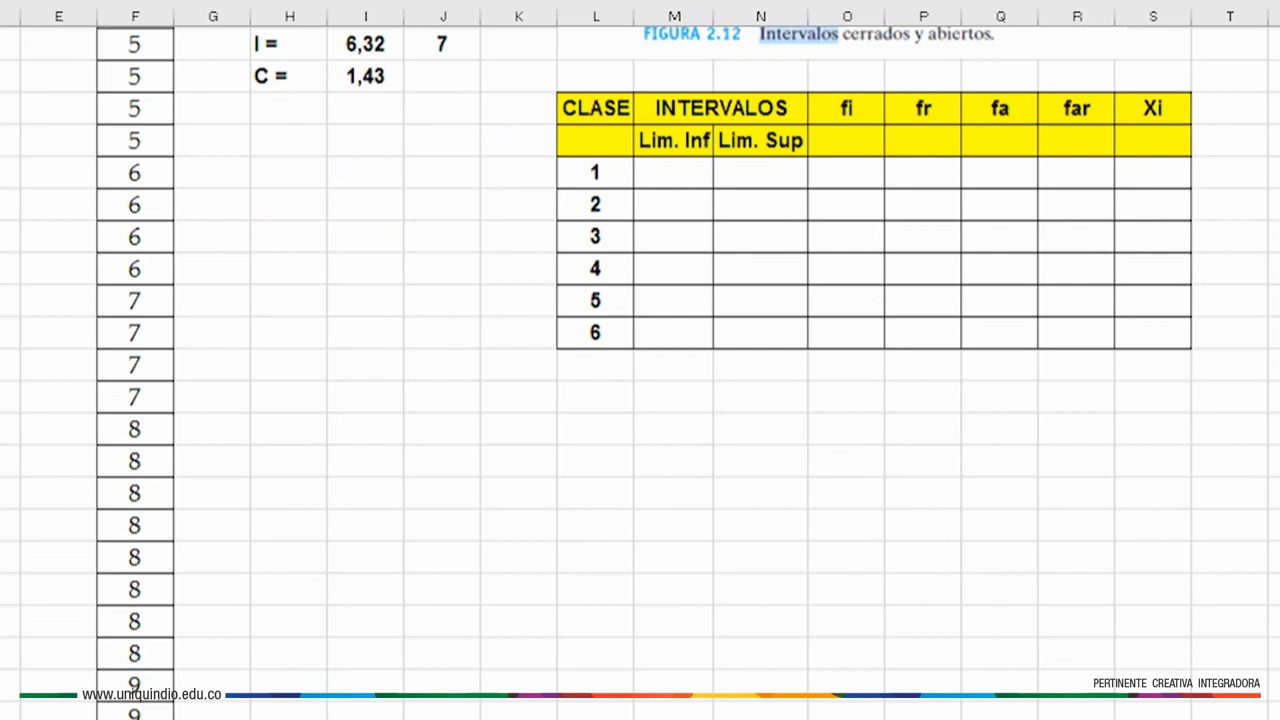 E F G H I J K L M N O P Q R S T
FIGURA 2.12 Intervalos cerrados y abiertos.
5 I = 6,32 7
5 C = 1,43
5 CLASE INTERVALOS fi fr fa far Xi
5 Lim. Inf Lim. Sup
6 1
6 2
6 3
6 4
7 5
7 6
7
7
8
8
8
8
8
8
8
8
9
9
www.uniquindio.edu.co
PERTINENTE CREATIVA INTEGRADORA